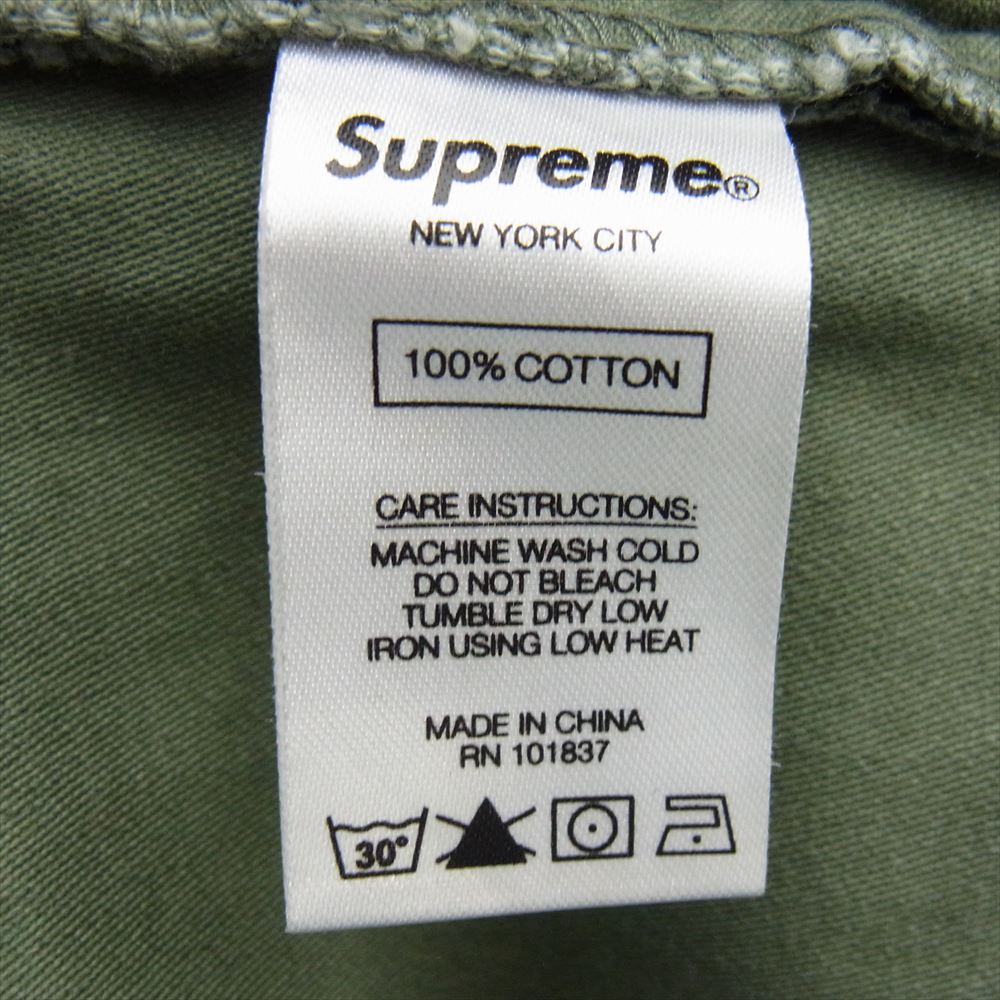 Supreme®
NEW YORK CITY
100% COTTON
CARE INSTRUCTIONS:
MACHINE WASH COLD
DO NOT BLEACH
TUMBLE DRY LOW
IRON USING LOW HEAT
MADE IN CHINA
RN 101837
30°